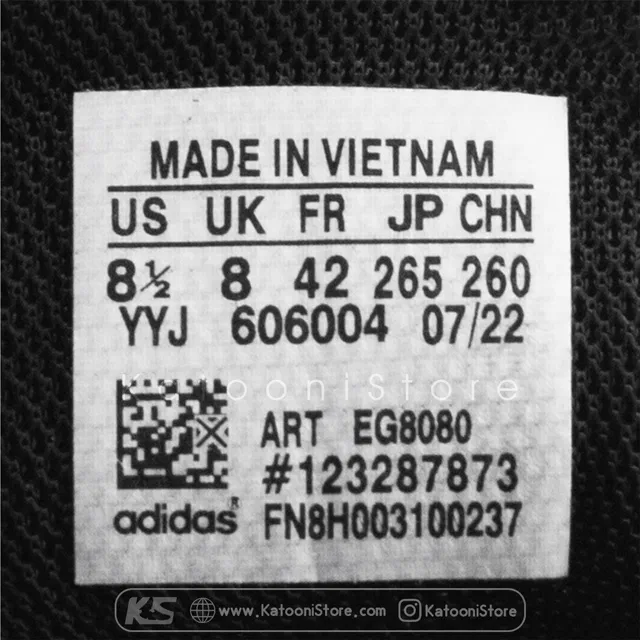 MADE IN VIETNAM
US UK FR JP CHN
8½ 8 42 265 260
YYJ 606004 07/22
KatooniStore
ART EG8080
#123287873
adidas FN8H003100237
KS www.KatooniStore.com KatooniStore